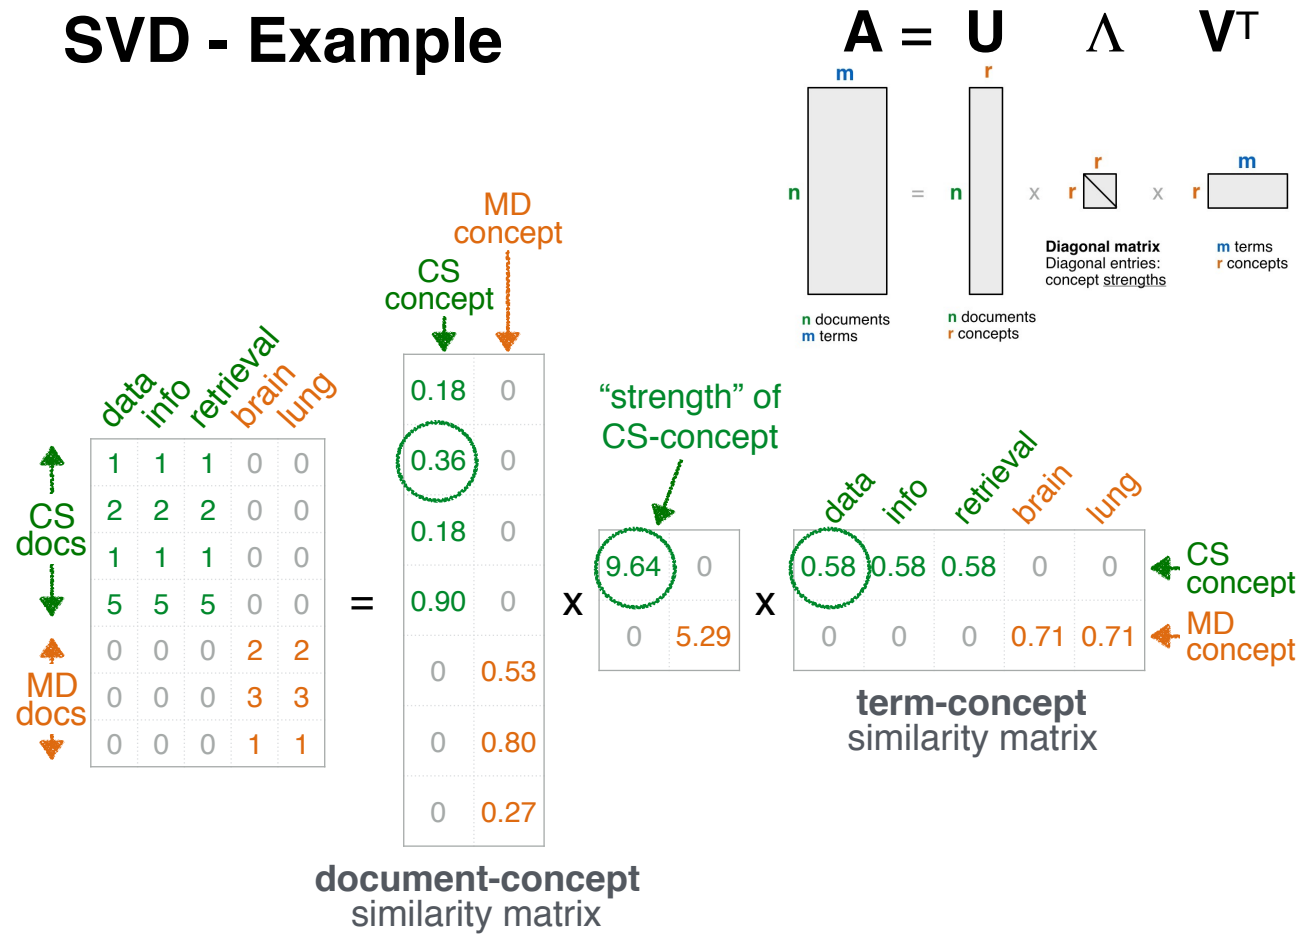 SVD - Example
A = U Λ VT
m
r
n
=
n
x
r
r
x
r
m
Diagonal matrix
Diagonal entries:
concept strengths
m terms
r concepts
n documents
m terms
n documents
r concepts
MD
concept
CS
concept
data info retrieval brain lung
CS
docs
MD
docs
1 1 1 0 0
2 2 2 0 0
1 1 1 0 0
5 5 5 0 0
0 0 0 2 2
0 0 0 3 3
0 0 0 1 1
=
0.18 0
0.36 0
0.18 0
0.90 0
0 0.53
0 0.80
0 0.27
document-concept
similarity matrix
x
“strength” of
CS-concept
9.64 0
0 5.29
x
data info retrieval brain lung
0.58 0.58 0.58 0 0
0 0 0 0.71 0.71
CS
concept
MD
concept
term-concept
similarity matrix